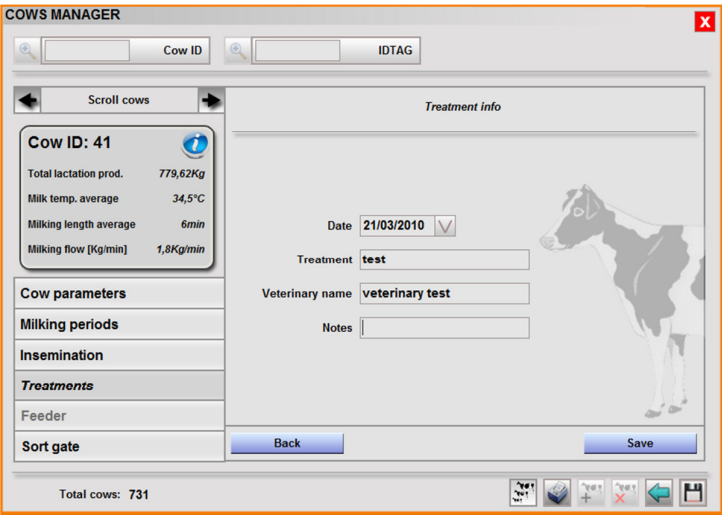 COWS MANAGER
X
Cow ID
IDTAG
Scroll cows
Cow ID: 41
Total lactation prod. 779,62Kg
Milk temp. average 34,5°C
Milking length average 6min
Milking flow [Kg/min] 1,8Kg/min
Cow parameters
Milking periods
Insemination
Treatments
Feeder
Sort gate
Treatment info
Date 21/03/2010
Treatment test
Veterinary name veterinary test
Notes
Back
Save
Total cows: 731